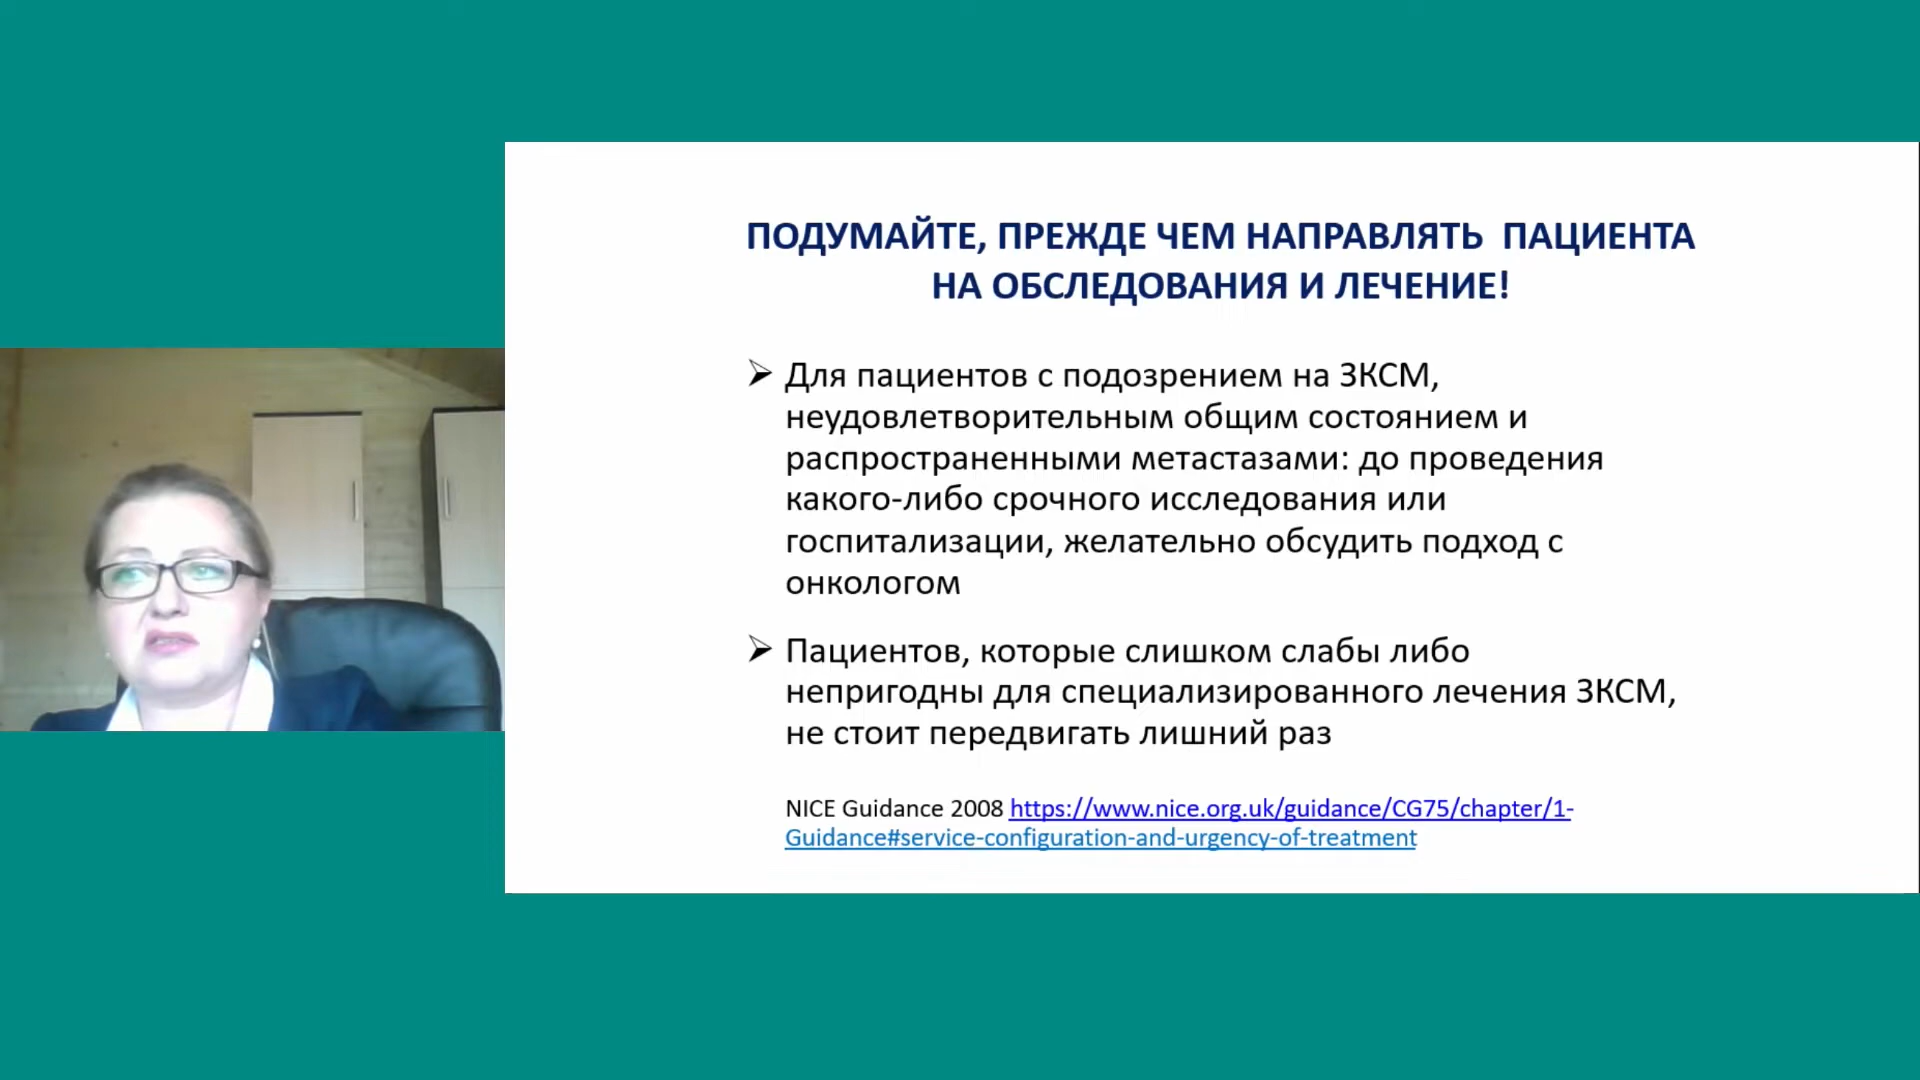 ПОДУМАЙТЕ, ПРЕЖДЕ ЧЕМ НАПРАВЛЯТЬ ПАЦИЕНТА
НА ОБСЛЕДОВАНИЯ И ЛЕЧЕНИЕ!
➢ Для пациентов с подозрением на ЗКСМ,
неудовлетворительным общим состоянием и
распространенными метастазами: до проведения
какого-либо срочного исследования или
госпитализации, желательно обсудить подход с
онкологом
➢ Пациентов, которые слишком слабы либо
непригодны для специализированного лечения ЗКСМ,
не стоит передвигать лишний раз
NICE Guidance 2008 https://www.nice.org.uk/guidance/CG75/chapter/1-
Guidance#service-configuration-and-urgency-of-treatment